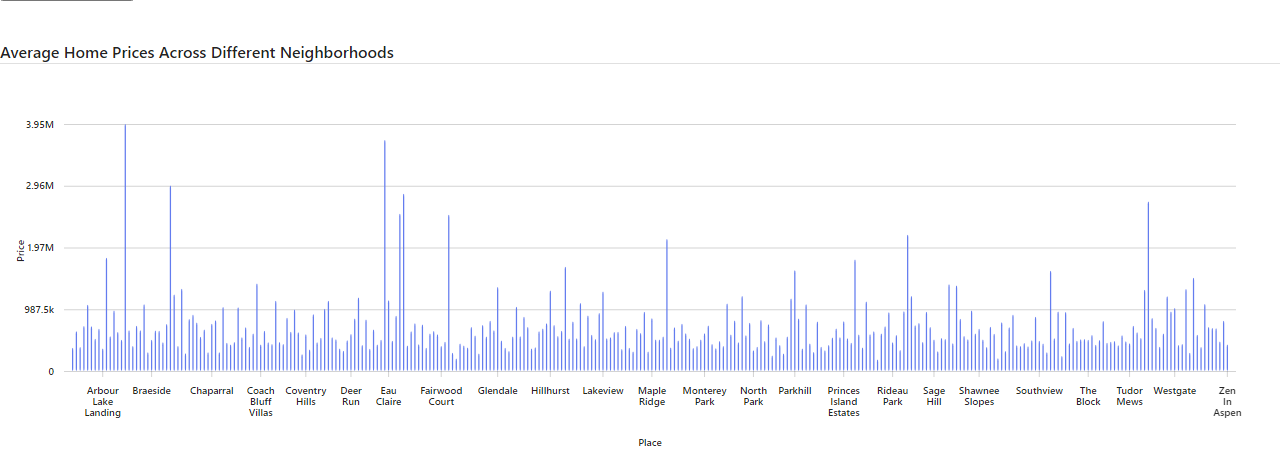 Average Home Prices Across Different Neighborhoods
3.95M
2.96M
1.97M
987.5k
0
Price
Arbour
Lake
Landing
Braeside
Chaparral
Coach
Bluff
Villas
Coventry
Hills
Deer
Run
Eau
Claire
Fairwood
Court
Glendale
Hillhurst
Lakeview
Maple
Ridge
Monterey
Park
North
Park
Parkhill
Princes
Island
Estates
Rideau
Park
Sage
Hill
Shawnee
Slopes
Southview
The
Block
Tudor
Mews
Westgate
Zen
In
Aspen
Place